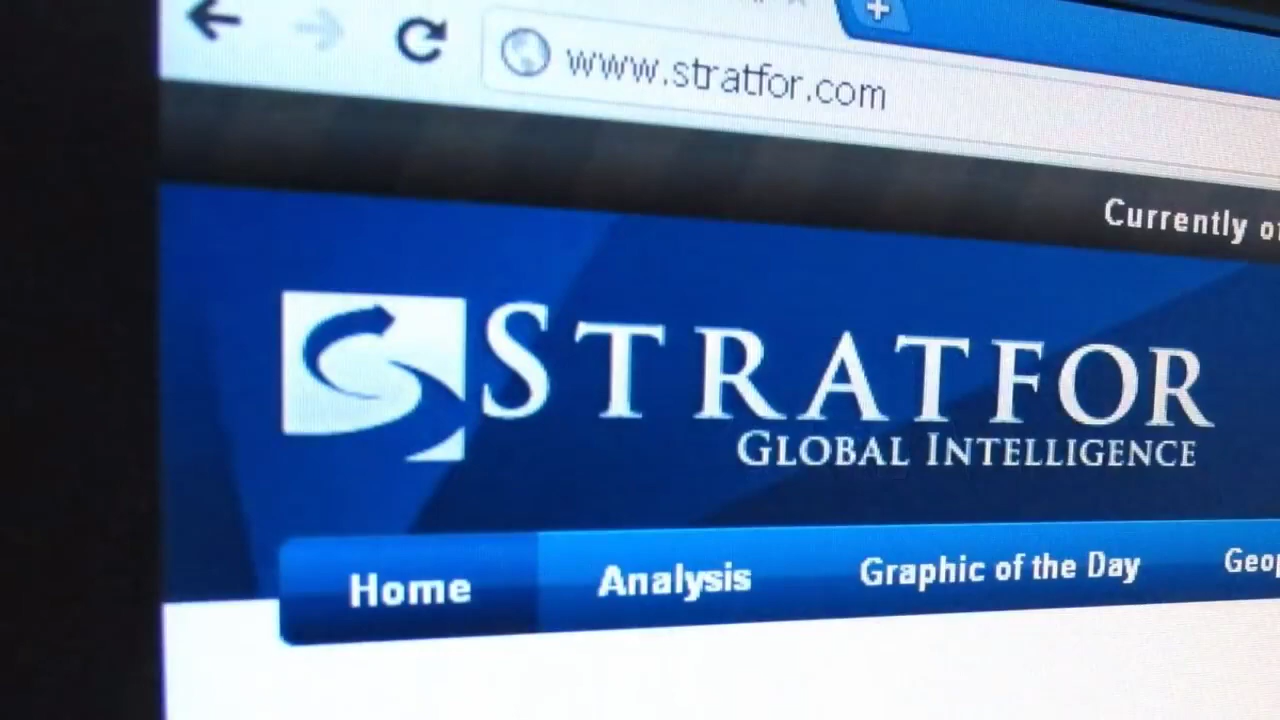 www.stratfor.com
Currently
STRATFOR
GLOBAL INTELLIGENCE
Home Analysis Graphic of the Day